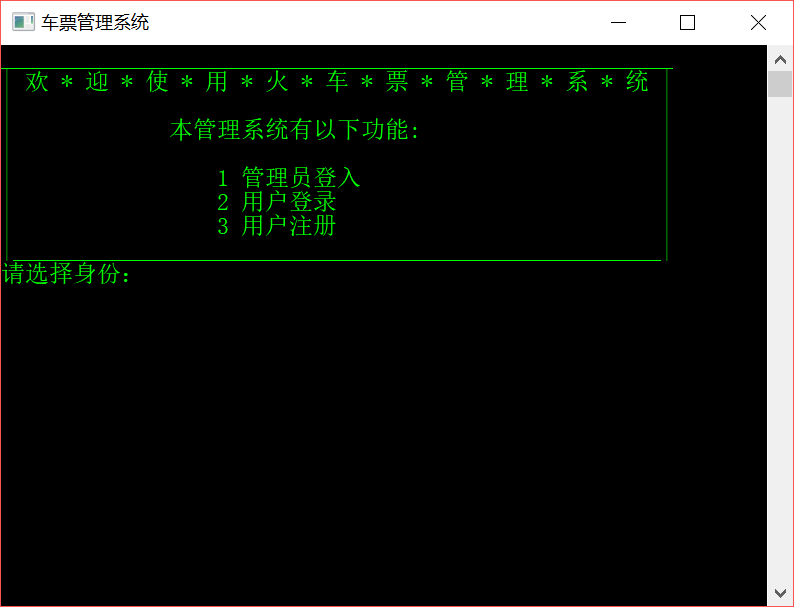 车票管理系统
欢 * 迎 * 使 * 用 * 火 * 车 * 票 * 管 * 理 * 系 * 统
本管理系统有以下功能:
1 管理员登入
2 用户登录
3 用户注册
请选择身份: